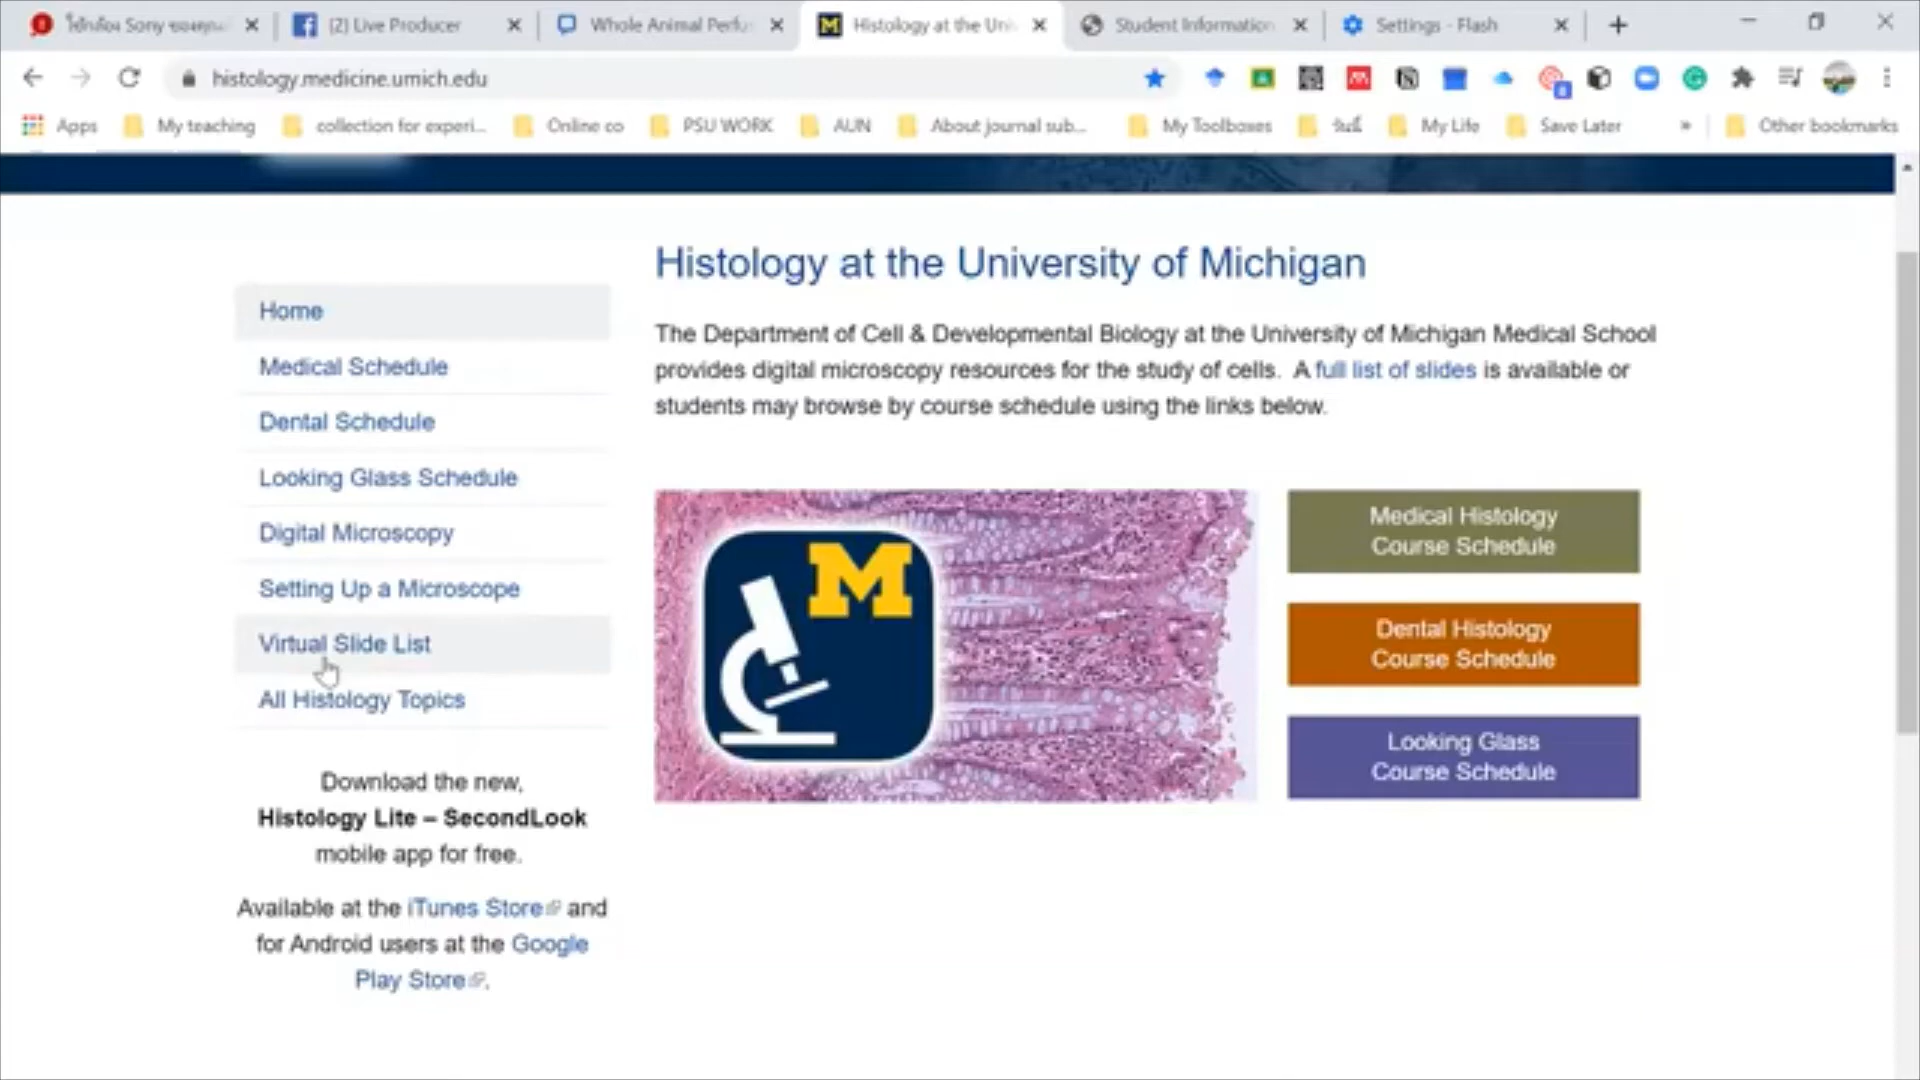 Sony
(2) Live Producer
Whole Animal Perfu
Histology at the Uni
Student Information
Settings - Flash
histology.medicine.umich.edu
Apps
My teaching
collection for experi...
Online co
PSU WORK
AUN
About journal sub...
My Toolboxes
วันนี้
My Life
Save Later
»
Other bookmarks
Histology at the University of Michigan
Home
Medical Schedule
Dental Schedule
Looking Glass Schedule
Digital Microscopy
Setting Up a Microscope
Virtual Slide List
All Histology Topics
Download the new,
Histology Lite – SecondLook
mobile app for free.
Available at the iTunes Store and
for Android users at the Google
Play Store.
The Department of Cell & Developmental Biology at the University of Michigan Medical School
provides digital microscopy resources for the study of cells. A full list of slides is available or
students may browse by course schedule using the links below.
M
Medical Histology
Course Schedule
Dental Histology
Course Schedule
Looking Glass
Course Schedule